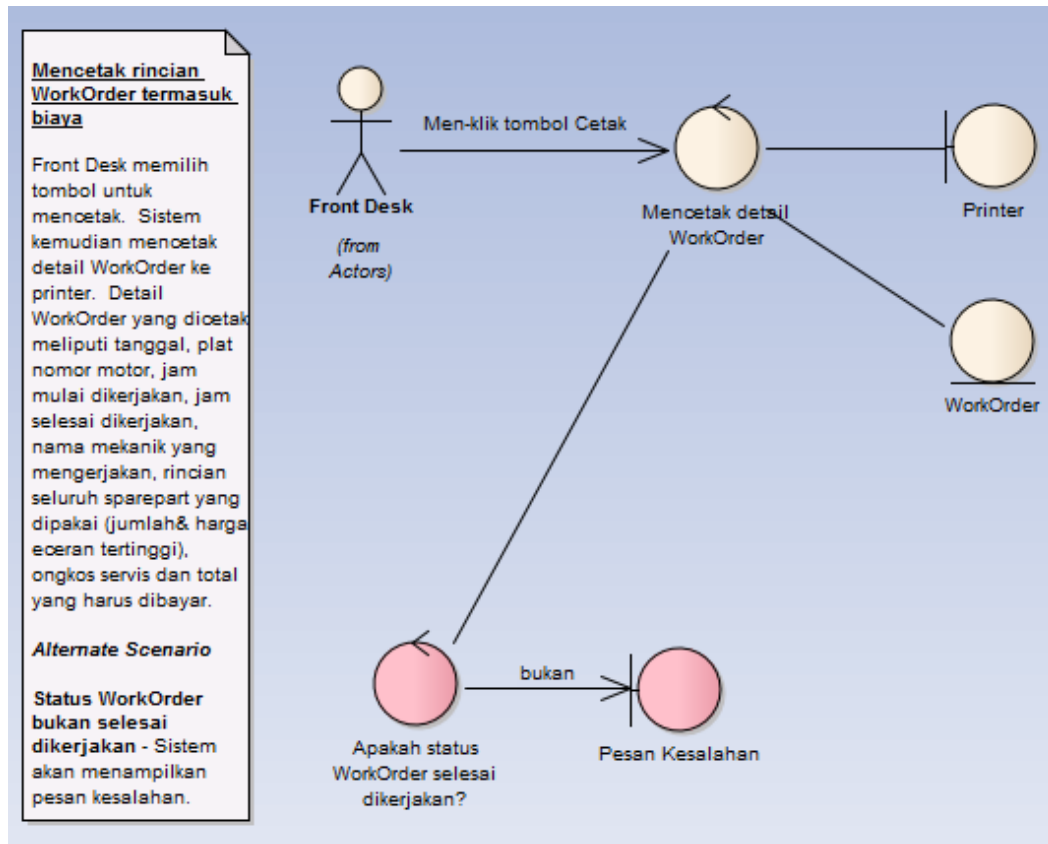 Mencetak rincian
WorkOrder termasuk
biaya
Front Desk memilih
tombol untuk
mencetak. Sistem
kemudian mencetak
detail WorkOrder ke
printer. Detail
WorkOrder yang dicetak
meliputi tanggal, plat
nomor motor, jam
mulai dikerjakan, jam
selesai dikerjakan,
nama mekanik yang
mengerjakan, rincian
seluruh sparepart yang
dipakai (jumlah& harga
eceran tertinggi),
ongkos servis dan total
yang harus dibayar.
Alternate Scenario
Status WorkOrder
bukan selesai
dikerjakan - Sistem
akan menampilkan
pesan kesalahan.
Men-klik tombol Cetak
Front Desk
(from
Actors)
Mencetak detail
WorkOrder
Printer
WorkOrder
bukan
Apakah status
WorkOrder selesai
dikerjakan?
Pesan Kesalahan